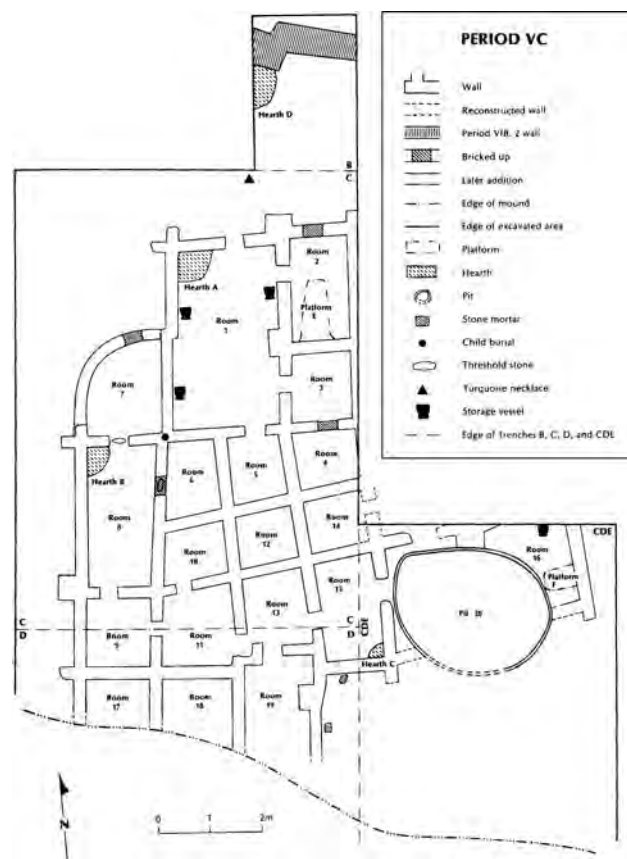 PERIOD VC
Wall
Reconstructed wall
Period VIB, 2 wall
Bricked up
Later addition
Edge of mound
Edge of excavated area
Platform
Hearth
Pit
Stone mortar
Child burial
Threshold stone
Turquoise necklace
Storage vessel
Edge of Trenches B, C, D, and CDE
Hearth D
B
C
Room
2
Hearth A
Platform
E
Room
1
Room
7
Room
3
Hearth B
Room
6
Room
5
Room
4
Room
8
Room
14
CDE
Room
16
Platform
F
Room
10
Room
12
Room
15
Room
13
Pit
C
D
C
D
CDE
Room
9
Room
11
Hearth C
Room
17
Room
18
Room
19
N
0 1 2m